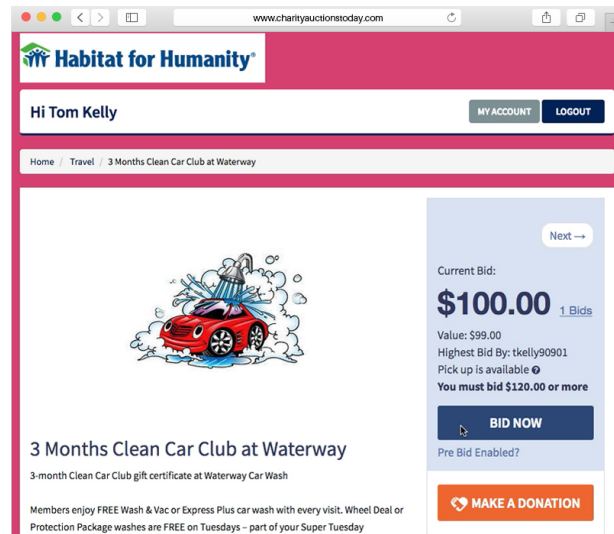 www.charityauctionstoday.com
Habitat for Humanity®
Hi Tom Kelly
MY ACCOUNT
LOGOUT
Home / Travel / 3 Months Clean Car Club at Waterway
Next →
Current Bid:
$100.00 1 Bids
Value: $99.00
Highest Bid By: tkelly90901
Pick up is available
You must bid $120.00 or more
BID NOW
Pre Bid Enabled?
MAKE A DONATION
3 Months Clean Car Club at Waterway
3-month Clean Car Club gift certificate at Waterway Car Wash
Members enjoy FREE Wash & Vac or Express Plus car wash with every visit. Wheel Deal or
Protection Package washes are FREE on Tuesdays – part of your Super Tuesday